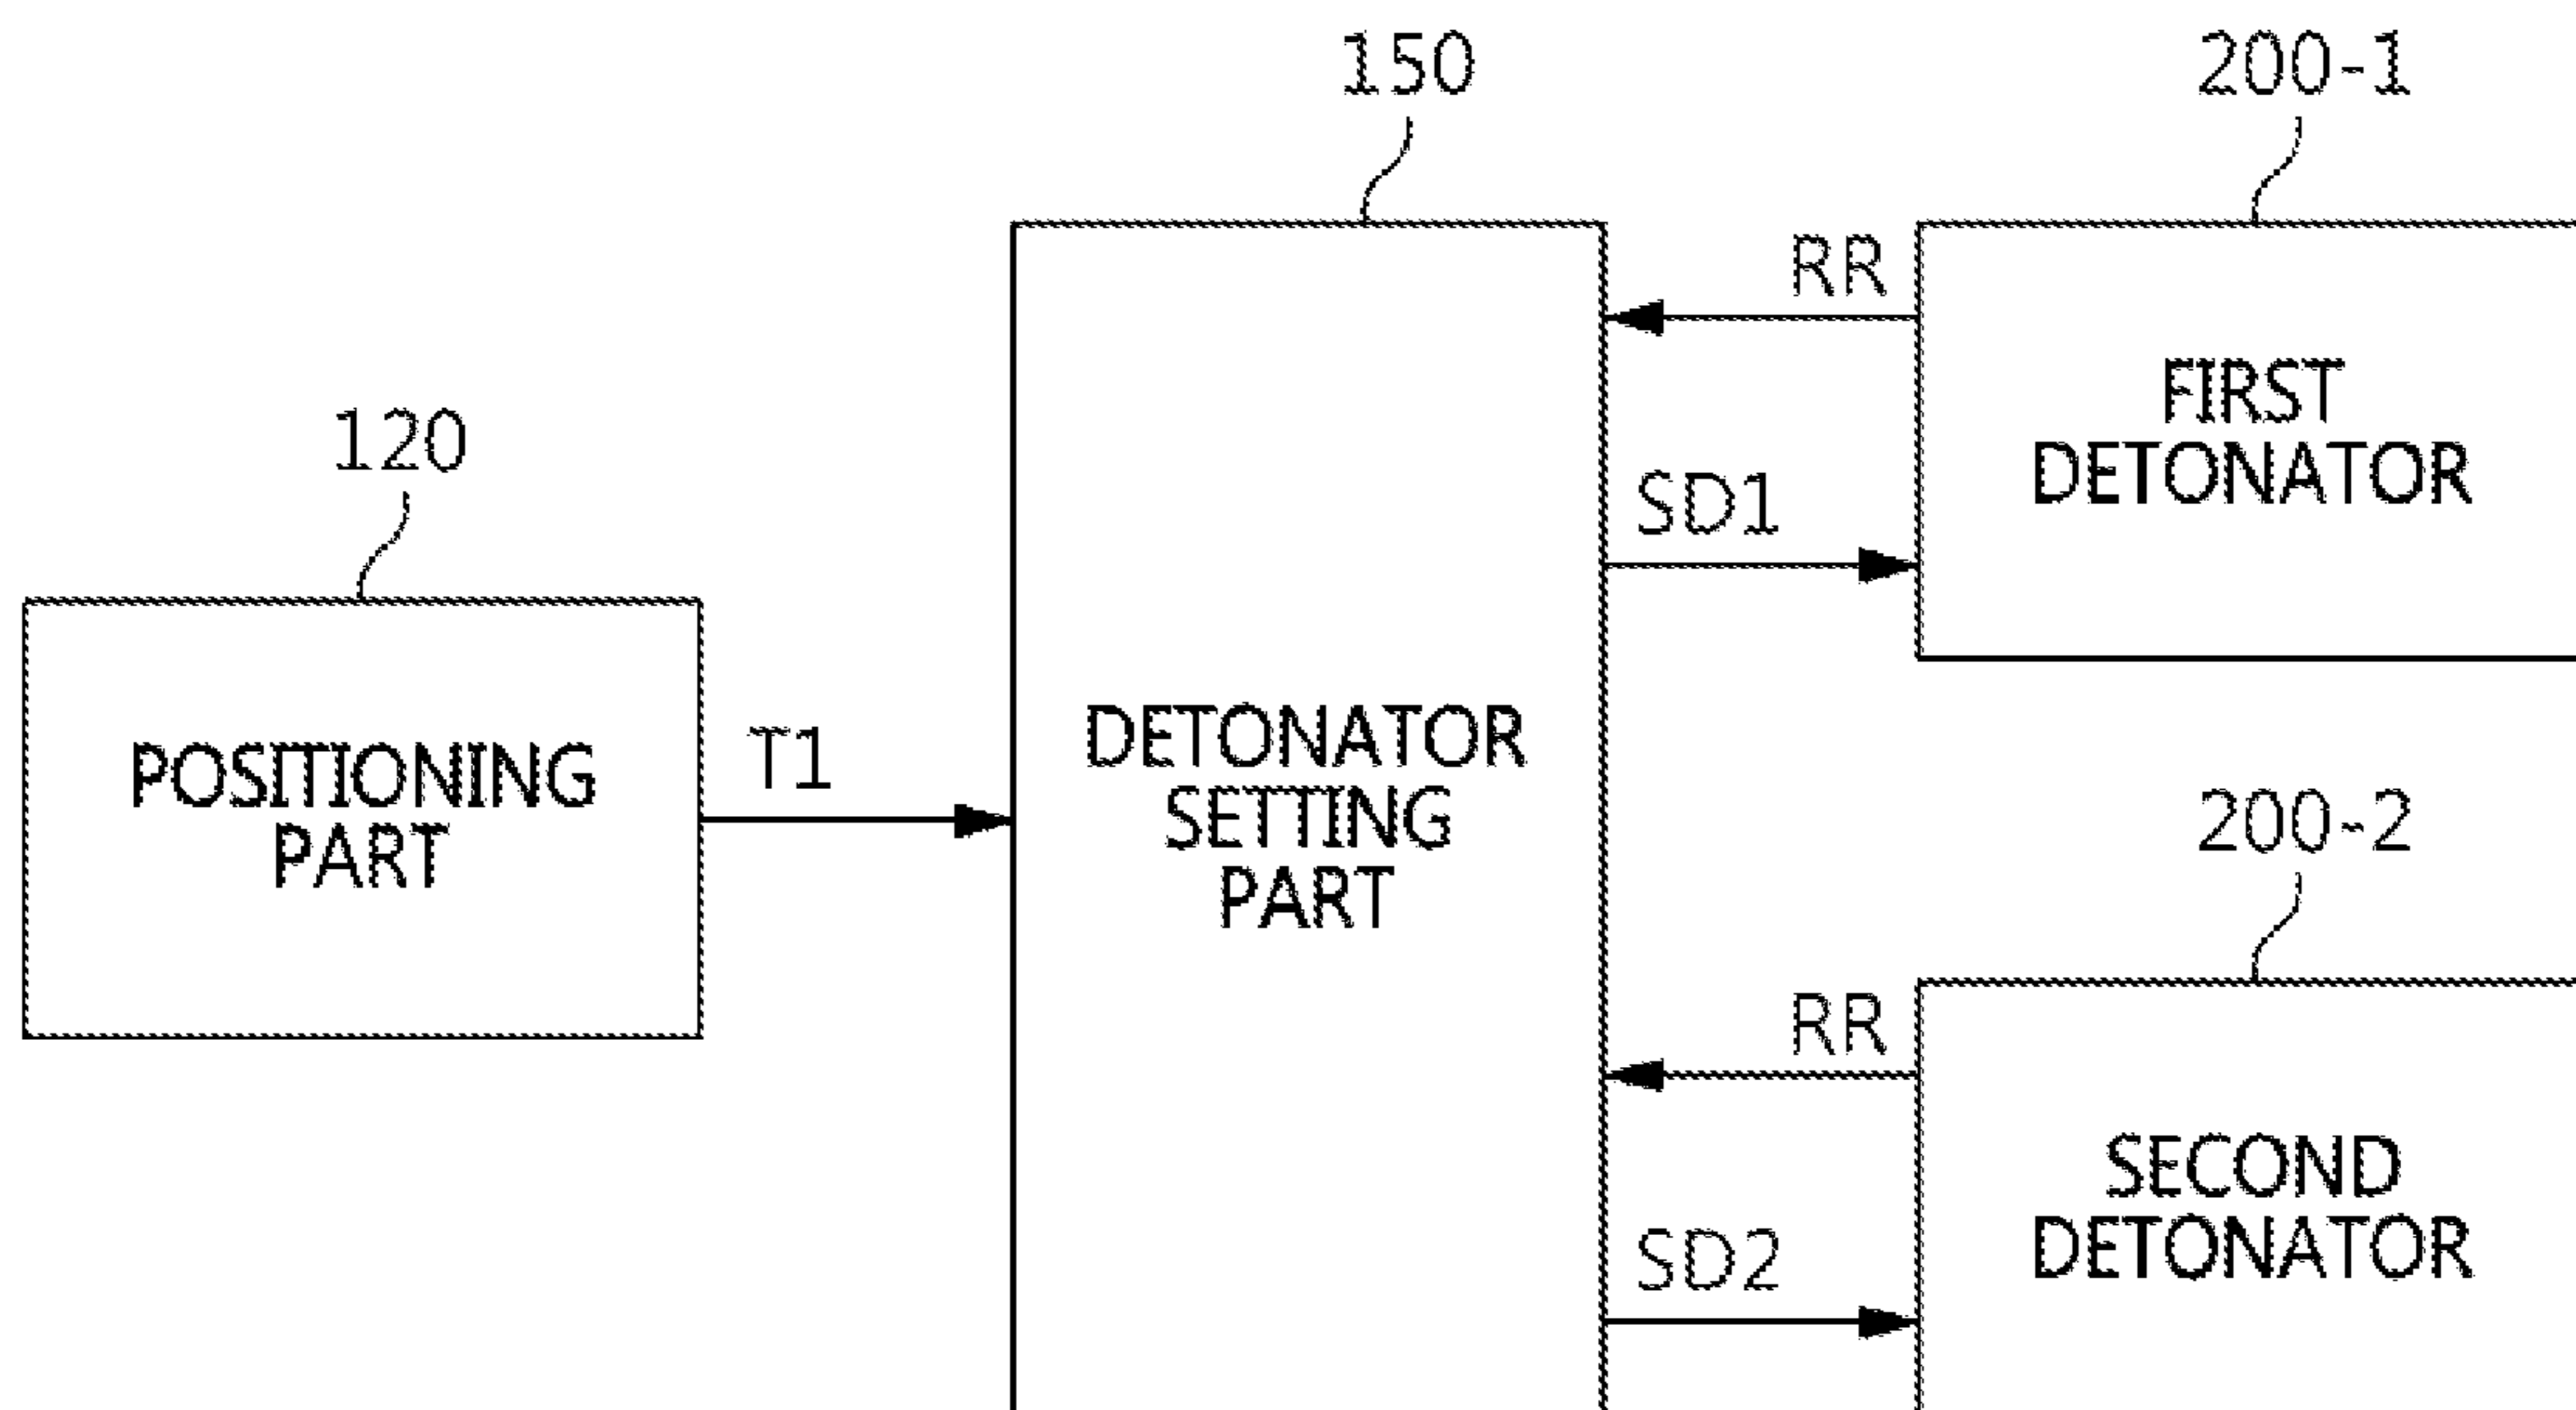 150
200-1
RR
FIRST
DETONATOR
SD1
120
POSITIONING
PART
T1
DETONATOR
SETTING
PART
200-2
RR
SECOND
DETONATOR
SD2